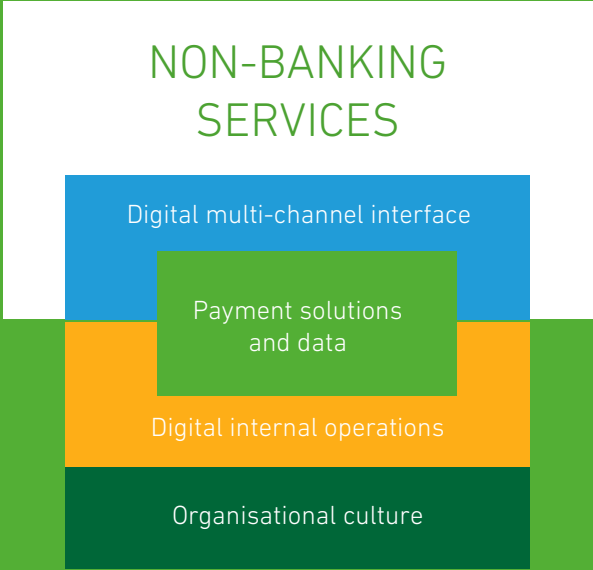 NON-BANKING
SERVICES
Digital multi-channel interface
Payment solutions
and data
Digital internal operations
Organisational culture